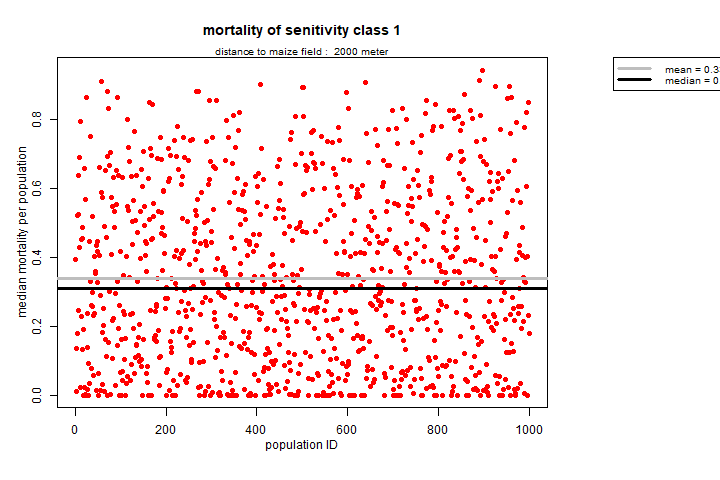 mortality of senitivity class 1
distance to maize field : 2000 meter
mean = 0.3
median = 0
median mortality per population
0.8
0.6
0.4
0.2
0.0
0
200
400
600
800
1000
population ID